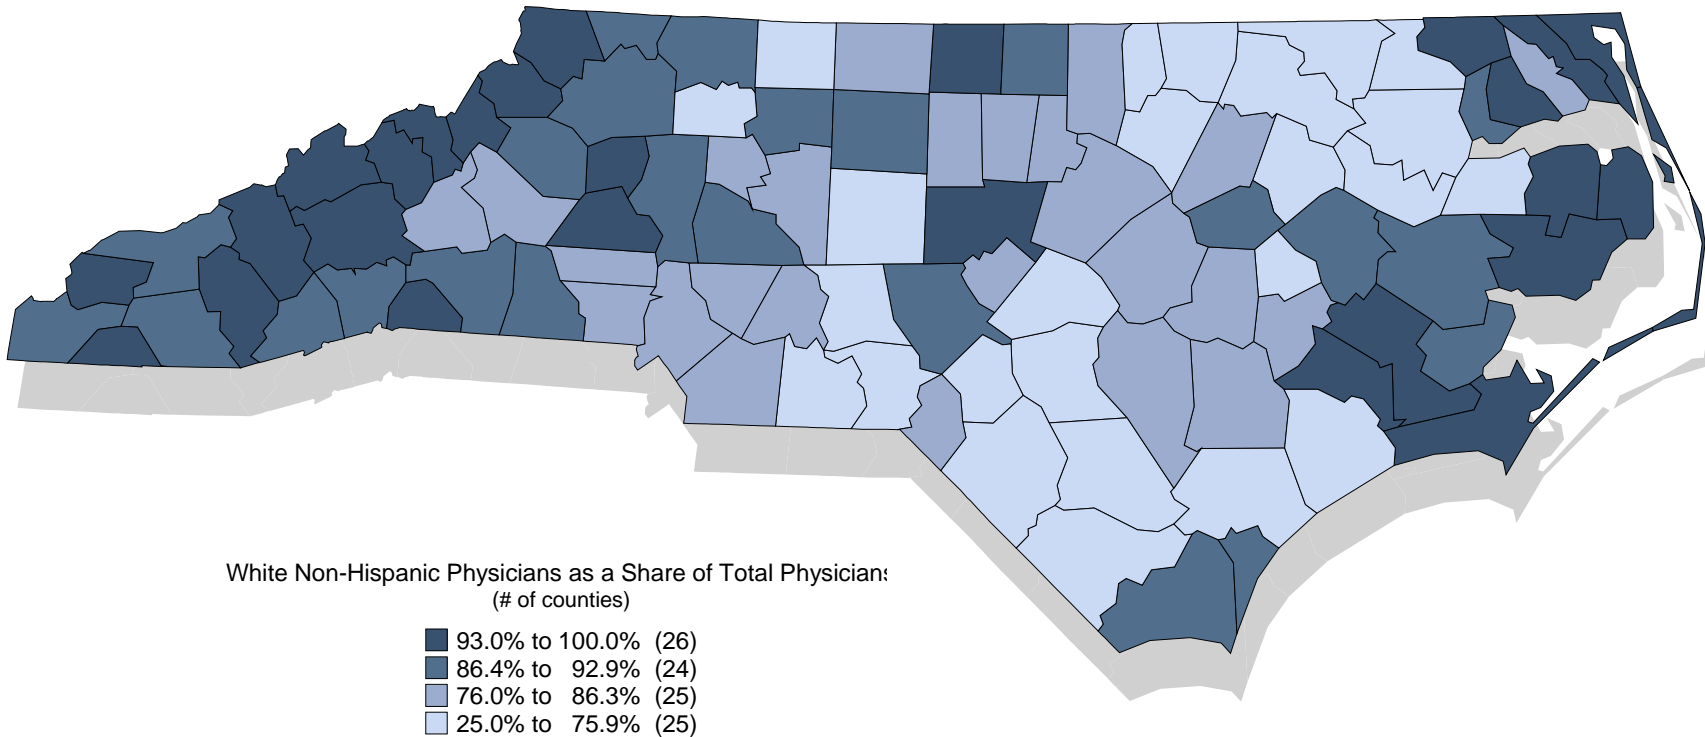 White Non-Hispanic Physicians as a Share of Total Physicians
(# of counties)
93.0% to 100.0% (26)
86.4% to 92.9% (24)
76.0% to 86.3% (25)
25.0% to 75.9% (25)